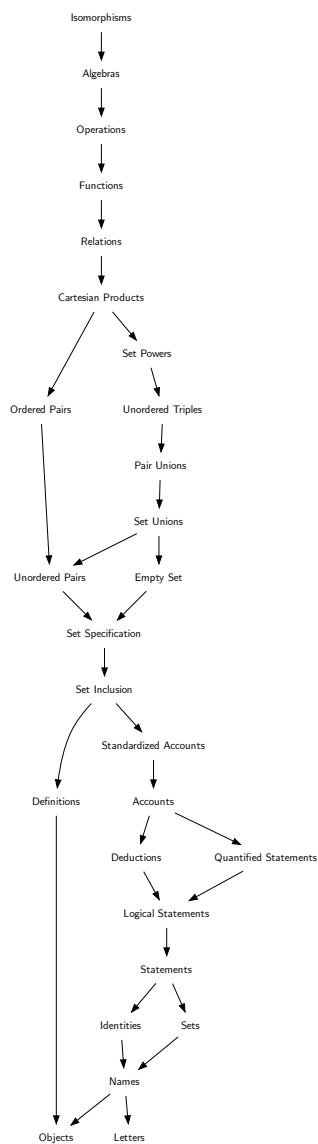 Isomorphisms
Algebras
Operations
Functions
Relations
Cartesian Products
Set Powers
Ordered Pairs
Unordered Triples
Pair Unions
Set Unions
Unordered Pairs
Empty Set
Set Specification
Set Inclusion
Standardized Accounts
Definitions
Accounts
Deductions
Quantified Statements
Logical Statements
Statements
Identities
Sets
Names
Objects
Letters